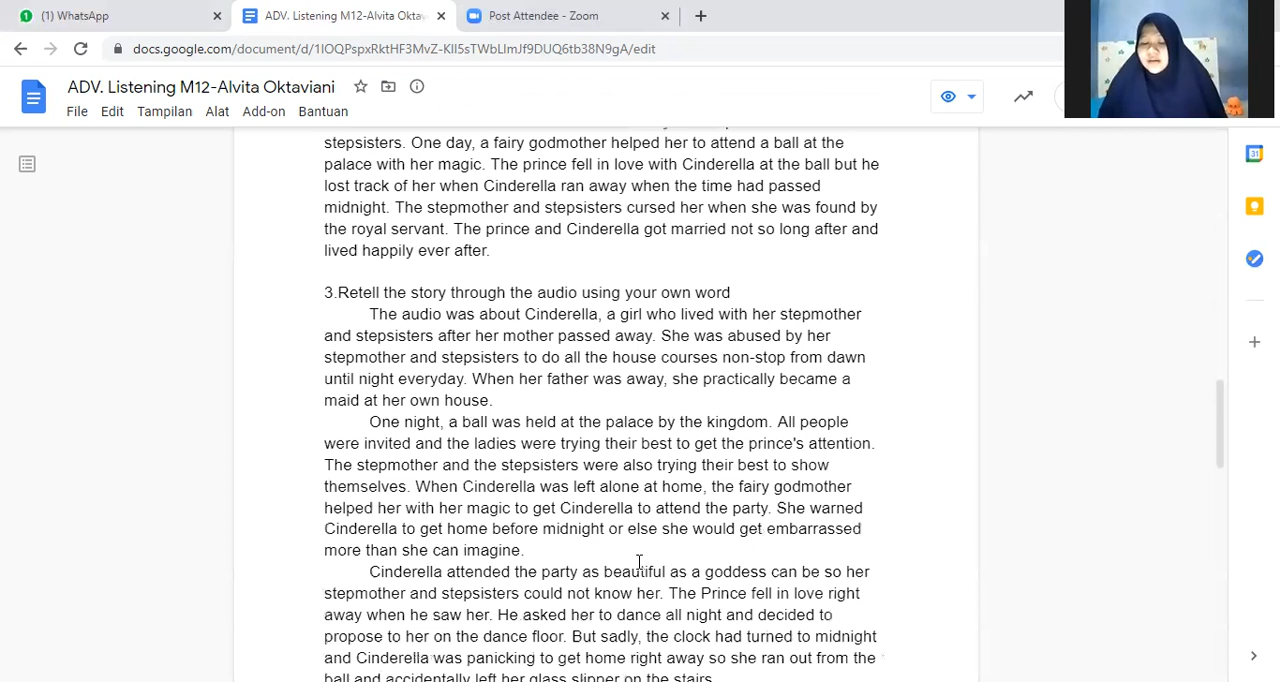 (1) WhatsApp
ADV. Listening M12-Alvita Oktav
Post Attendee - Zoom
docs.google.com/document/d/1IOQPspxRktHF3MvZ-KlI5sTWbLlmJf9DUQ6tb38N9gA/edit
ADV. Listening M12-Alvita Oktaviani
File Edit Tampilan Alat Add-on Bantuan
stepsisters. One day, a fairy godmother helped her to attend a ball at the
palace with her magic. The prince fell in love with Cinderella at the ball but he
lost track of her when Cinderella ran away when the time had passed
midnight. The stepmother and stepsisters cursed her when she was found by
the royal servant. The prince and Cinderella got married not so long after and
lived happily ever after.
3.Retell the story through the audio using your own word
The audio was about Cinderella, a girl who lived with her stepmother
and stepsisters after her mother passed away. She was abused by her
stepmother and stepsisters to do all the house courses non-stop from dawn
until night everyday. When her father was away, she practically became a
maid at her own house.
One night, a ball was held at the palace by the kingdom. All people
were invited and the ladies were trying their best to get the prince's attention.
The stepmother and the stepsisters were also trying their best to show
themselves. When Cinderella was left alone at home, the fairy godmother
helped her with her magic to get Cinderella to attend the party. She warned
Cinderella to get home before midnight or else she would get embarrassed
more than she can imagine.
Cinderella attended the party as beautiful as a goddess can be so her
stepmother and stepsisters could not know her. The Prince fell in love right
away when he saw her. He asked her to dance all night and decided to
propose to her on the dance floor. But sadly, the clock had turned to midnight
and Cinderella was panicking to get home right away so she ran out from the
ball and accidentally left her glass slipper on the stairs.